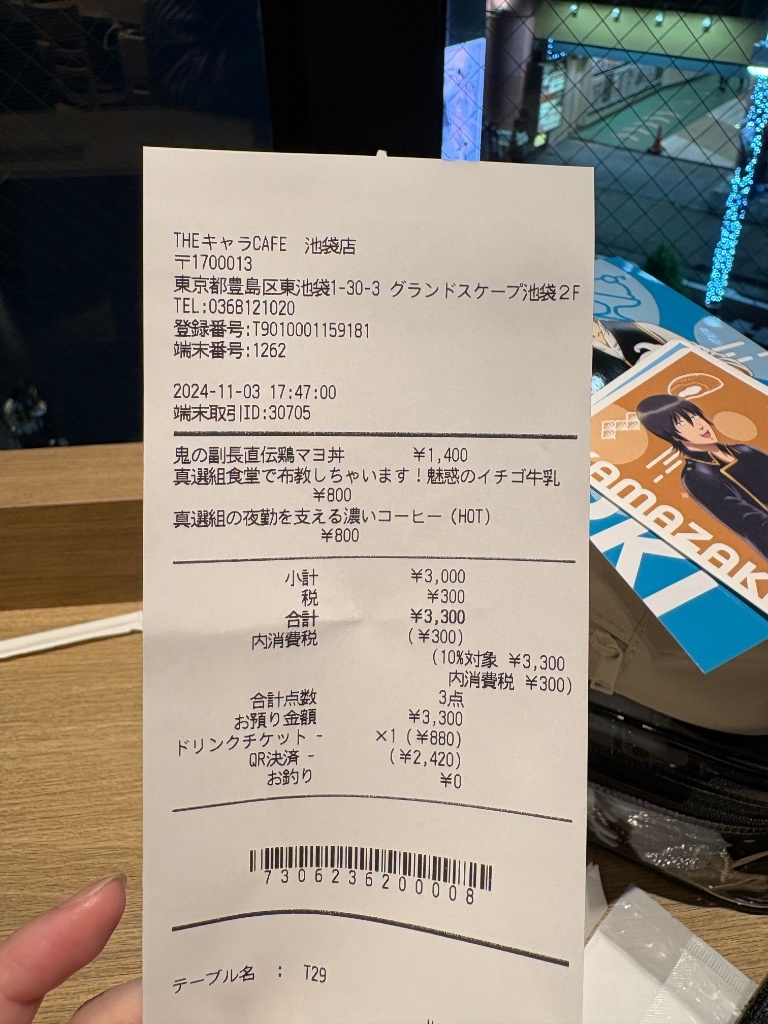 THEキャラCAFE 池袋店
〒1700013
東京都豊島区東池袋1-30-3 グランドスケープ池袋2F
TEL:0368121020
登録番号:T9010001159181
端末番号:1262
2024-11-03 17:47:00
端末取引ID:30705
鬼の副長直伝鶏マヨ丼 ¥1,400
真選組食堂で布教しちゃいます！魅惑のイチゴ牛乳
¥800
真選組の夜勤を支える濃いコーヒー(HOT)
¥800
小計 ¥3,000
税 ¥300
合計 ¥3,300
内消費税 (¥300)
(10%対象 ¥3,300
内消費税 ¥300)
合計点数 3点
お預り金額 ¥3,300
ドリンクチケット - ×1 (¥880)
QR決済 - (¥2,420)
お釣り ¥0
7306236200008
テーブル名 : T29
AMAZAKI
UKI